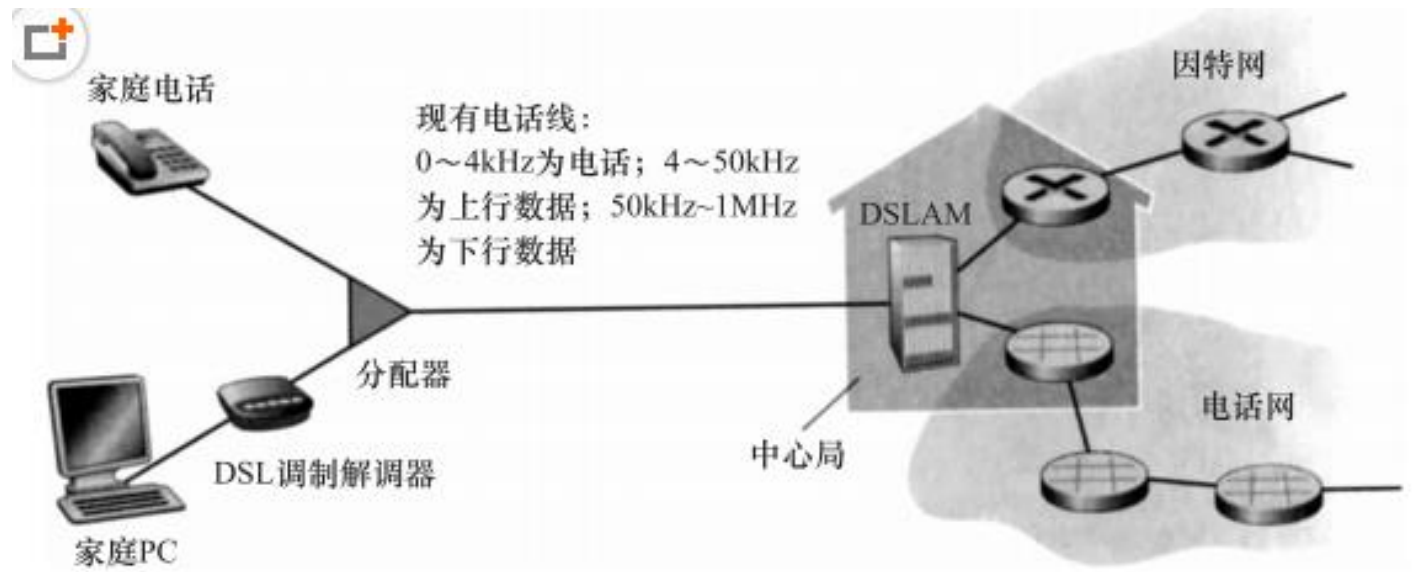 家庭电话
现有电话线：
0～4kHz为电话；4～50kHz
为上行数据；50kHz~1MHz
为下行数据
因特网
DSLAM
分配器
DSL调制解调器
家庭PC
中心局
电话网